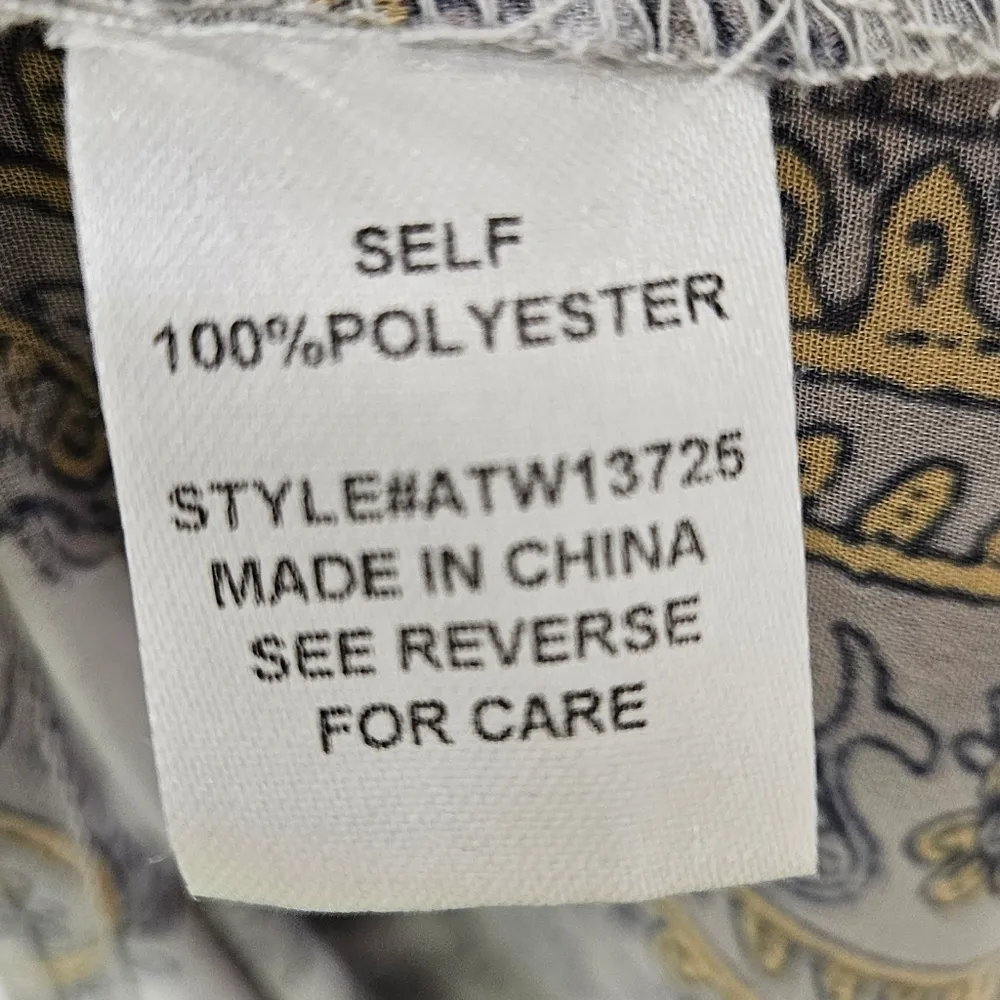 SELF
100%POLYESTER
STYLE#ATW13725
MADE IN CHINA
SEE REVERSE
FOR CARE